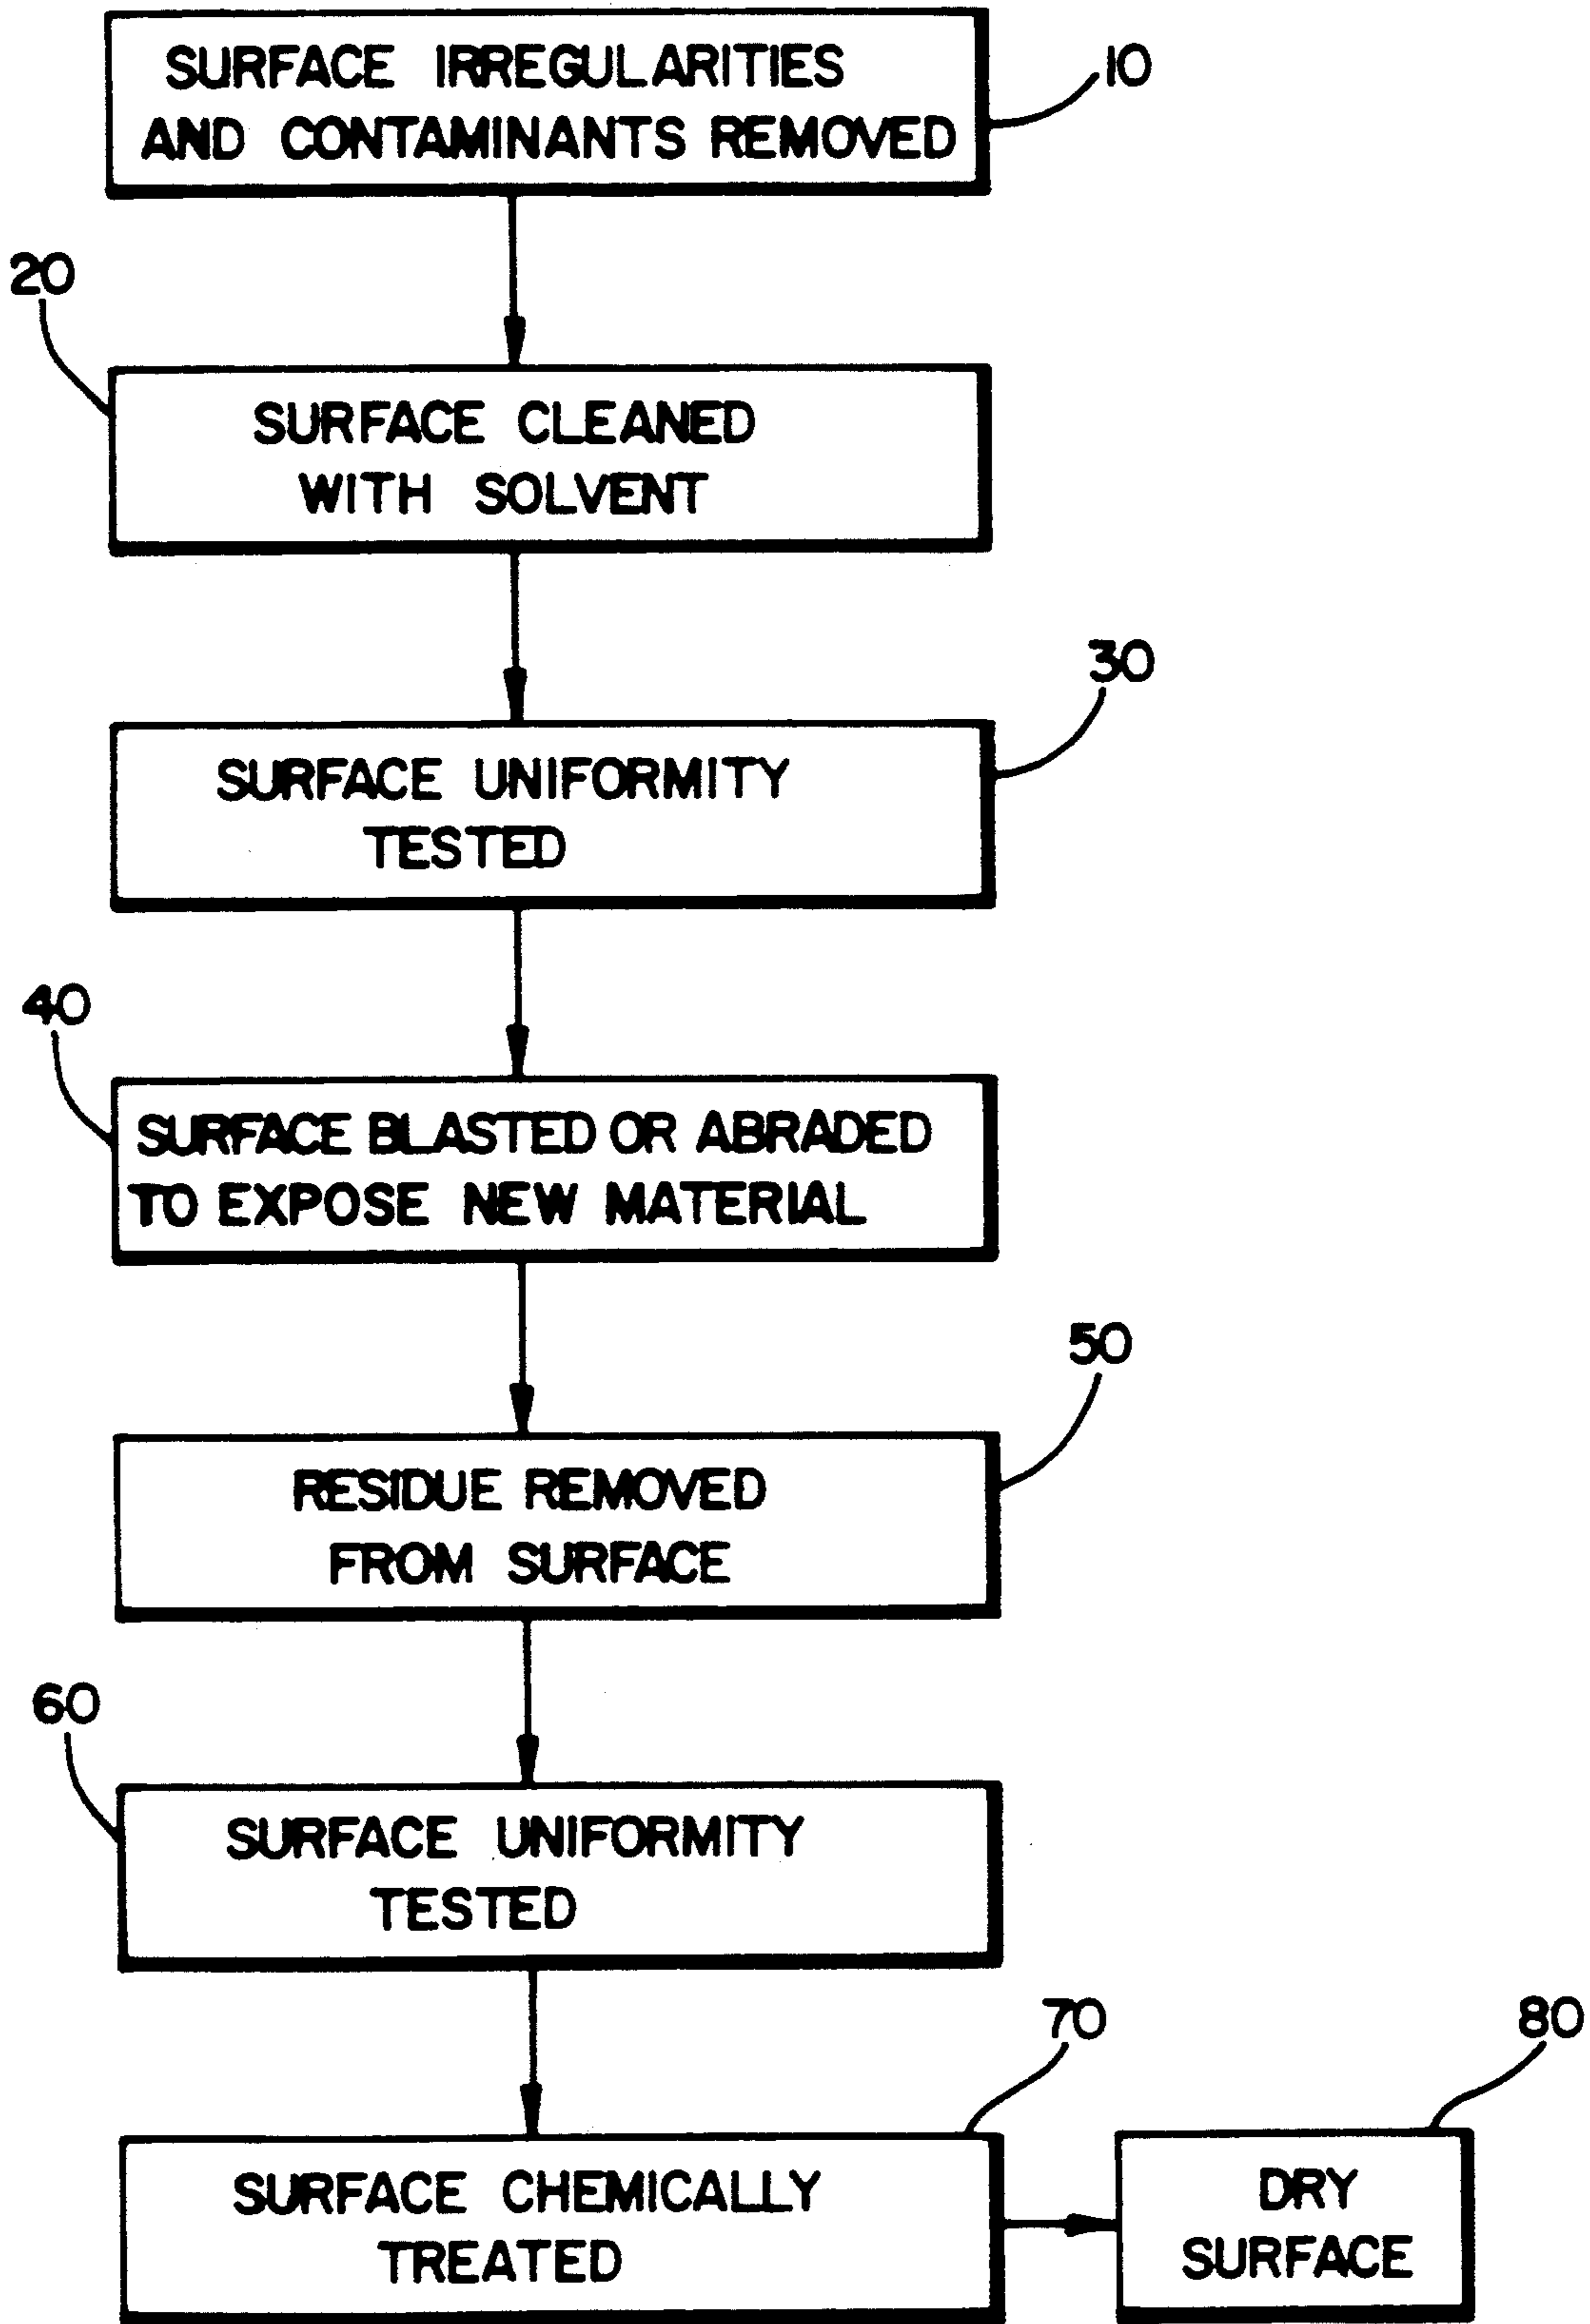 SURFACE IRREGULARITIES
AND CONTAMINANTS REMOVED
10
20
SURFACE CLEANED
WITH SOLVENT
30
SURFACE UNIFORMITY
TESTED
40
SURFACE BLASTED OR ABRADED
TO EXPOSE NEW MATERIAL
50
RESIDUE REMOVED
FROM SURFACE
60
SURFACE UNIFORMITY
TESTED
70
80
SURFACE CHEMICALLY
TREATED
DRY
SURFACE